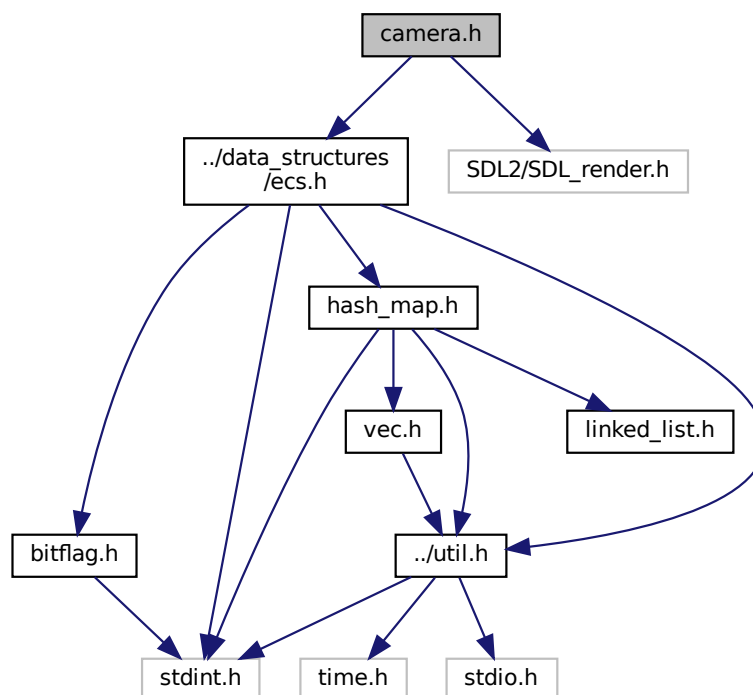 camera.h
../data_structures
/ecs.h
SDL2/SDL_render.h
hash_map.h
vec.h
linked_list.h
bitflag.h
../util.h
stdint.h
time.h
stdio.h